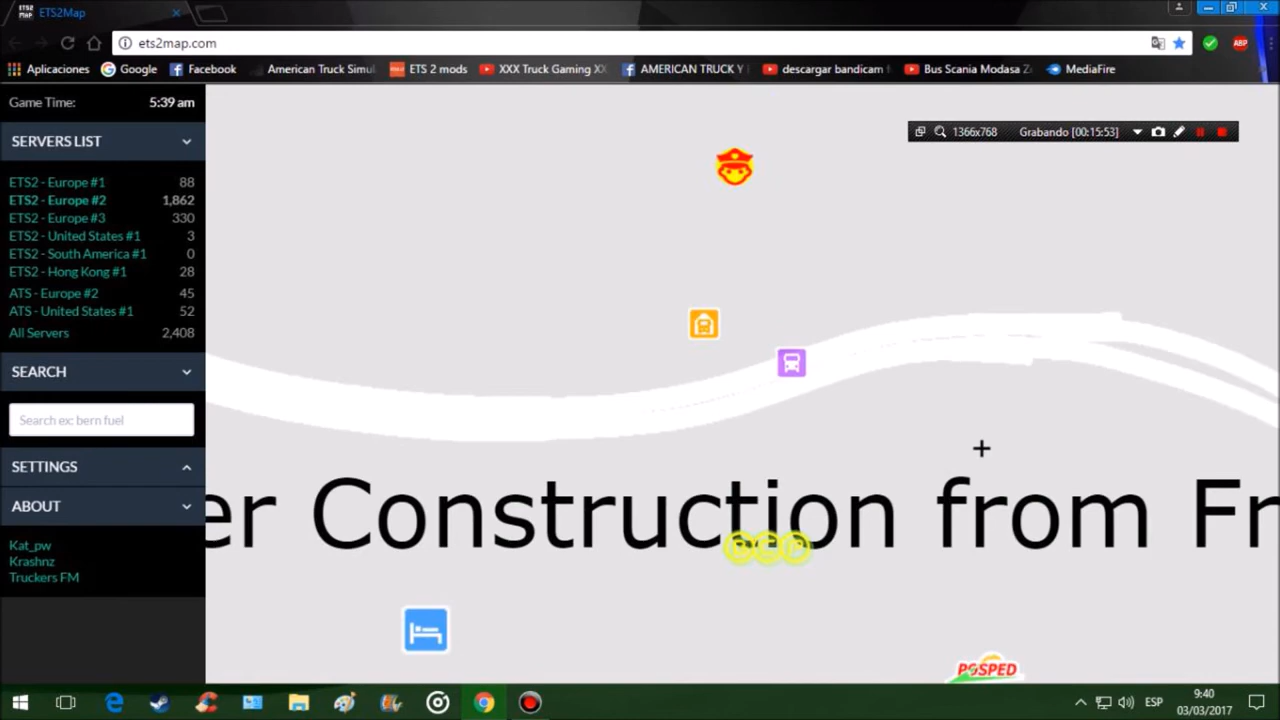 ETS2Map
ets2map.com
ABP
Aplicaciones Google Facebook American Truck Simul ETS 2 mods XXX Truck Gaming XX AMERICAN TRUCK Y descargar bandicam f Bus Scania Modasa Z MediaFire
Game Time: 5:39 am
SERVERS LIST
1366x768 Grabando [00:15:53]
ETS2 - Europe #1 88
ETS2 - Europe #2 1,862
ETS2 - Europe #3 330
ETS2 - United States #1 3
ETS2 - South America #1 0
ETS2 - Hong Kong #1 28
ATS - Europe #2 45
ATS - United States #1 52
All Servers 2,408
SEARCH
Search ex: bern fuel
SETTINGS
ABOUT
er Construction from Fr
Kat_pw
Krashnz
Truckers FM
POSPED
ESP
9:40
03/03/2017